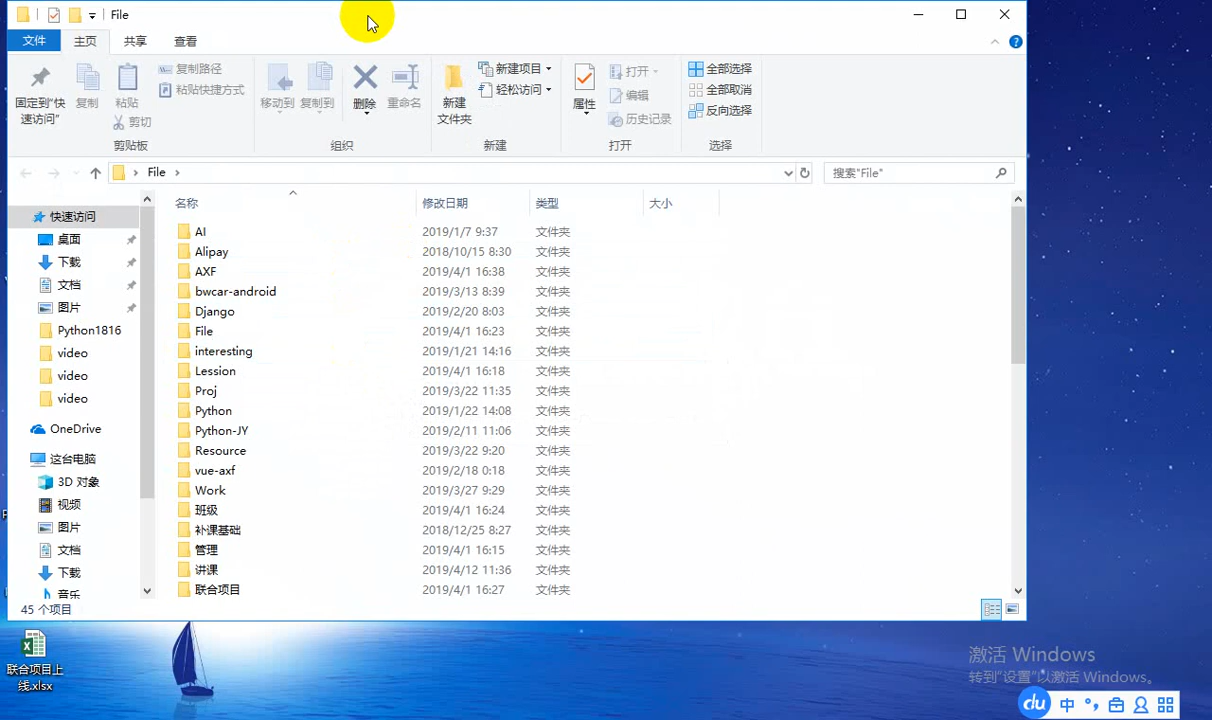 File
文件 主页 共享 查看
固定到"快速访问"
复制
粘贴
复制路径
粘贴快捷方式
剪切
剪贴板
移动到
复制到
删除
重命名
组织
新建文件夹
新建项目
轻松访问
新建
属性
打开
编辑
历史记录
打开
全部选择
全部取消
反向选择
选择
File
搜索"File"
快速访问
桌面
下载
文档
图片
Python1816
video
video
video
OneDrive
这台电脑
3D 对象
视频
图片
文档
下载
音乐
名称 修改日期 类型 大小
AI 2019/1/7 9:37 文件夹
Alipay 2018/10/15 8:30 文件夹
AXF 2019/4/1 16:38 文件夹
bwcar-android 2019/3/13 8:39 文件夹
Django 2019/2/20 8:03 文件夹
File 2019/4/1 16:23 文件夹
interesting 2019/1/21 14:16 文件夹
Lession 2019/4/1 16:18 文件夹
Proj 2019/3/22 11:35 文件夹
Python 2019/1/22 14:08 文件夹
Python-JY 2019/2/11 11:06 文件夹
Resource 2019/3/22 9:20 文件夹
vue-axf 2019/2/18 0:18 文件夹
Work 2019/3/27 9:29 文件夹
班级 2019/4/1 16:24 文件夹
补课基础 2018/12/25 8:27 文件夹
管理 2019/4/1 16:15 文件夹
讲课 2019/4/12 11:36 文件夹
联合项目 2019/4/1 16:27 文件夹
45 个项目
联合项目上
线.xlsx
激活 Windows
转到"设置"以激活 Windows。
du 中